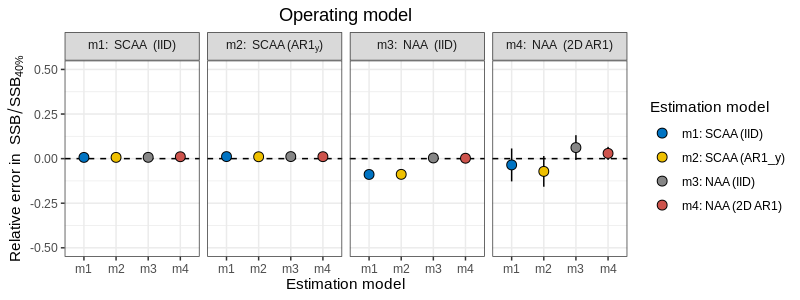 Operating model
m1: SCAA (IID)
m2: SCAA (AR1y)
m3: NAA (IID)
m4: NAA (2D AR1)
Relative error in SSB/SSB40%
0.50
0.25
0.00
-0.25
-0.50
m1 m2 m3 m4
m1 m2 m3 m4
m1 m2 m3 m4
m1 m2 m3 m4
Estimation model
Estimation model
m1: SCAA (IID)
m2: SCAA (AR1_y)
m3: NAA (IID)
m4: NAA (2D AR1)